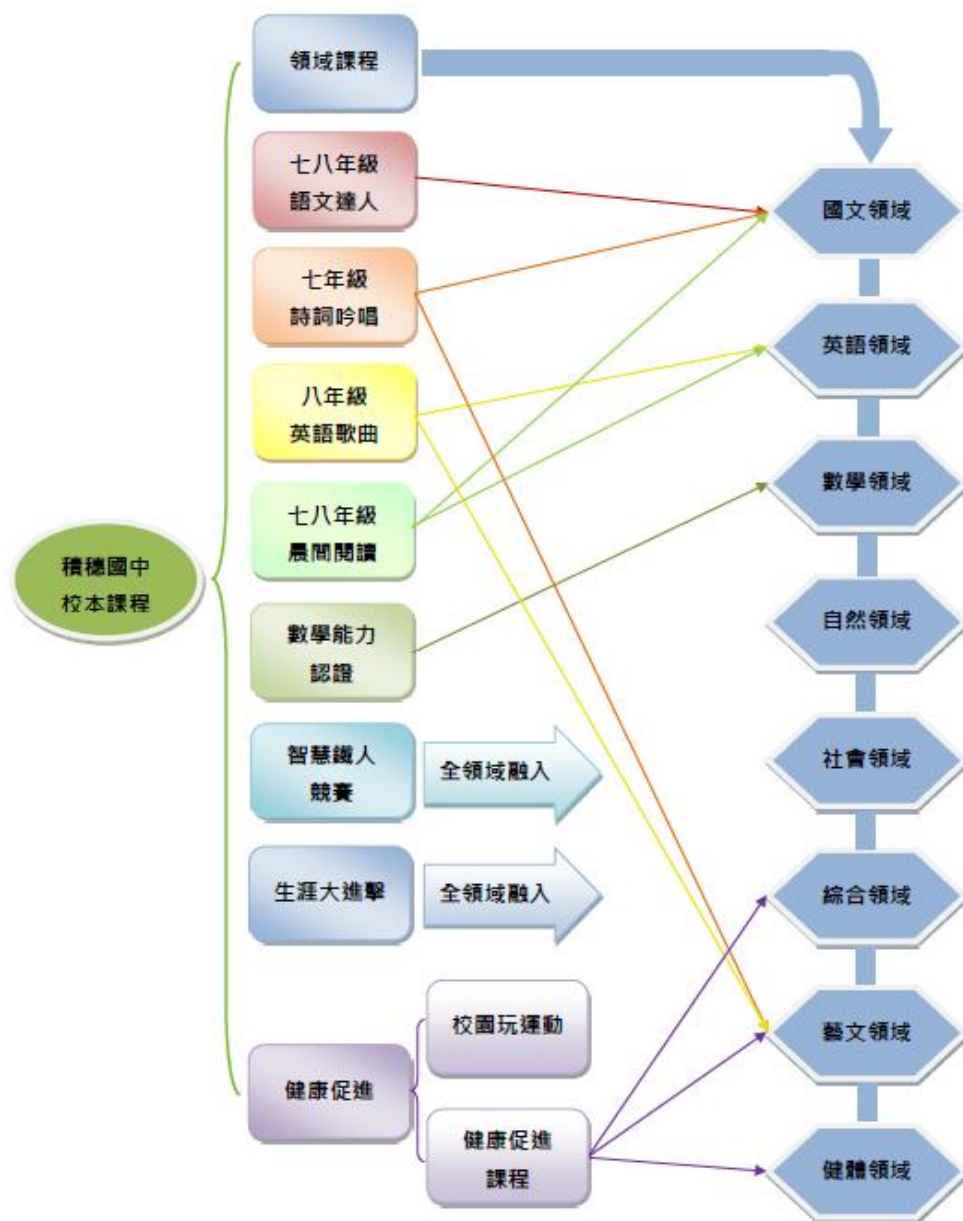 積穗國中
校本課程
領域課程
七八年級
語文達人
七年級
詩詞吟唱
八年級
英語歌曲
七八年級
晨間閱讀
數學能力
認證
智慧鐵人
競賽
全領域融入
生涯大進擊
全領域融入
健康促進
校園玩運動
健康促進
課程
國文領域
英語領域
數學領域
自然領域
社會領域
綜合領域
藝文領域
健體領域